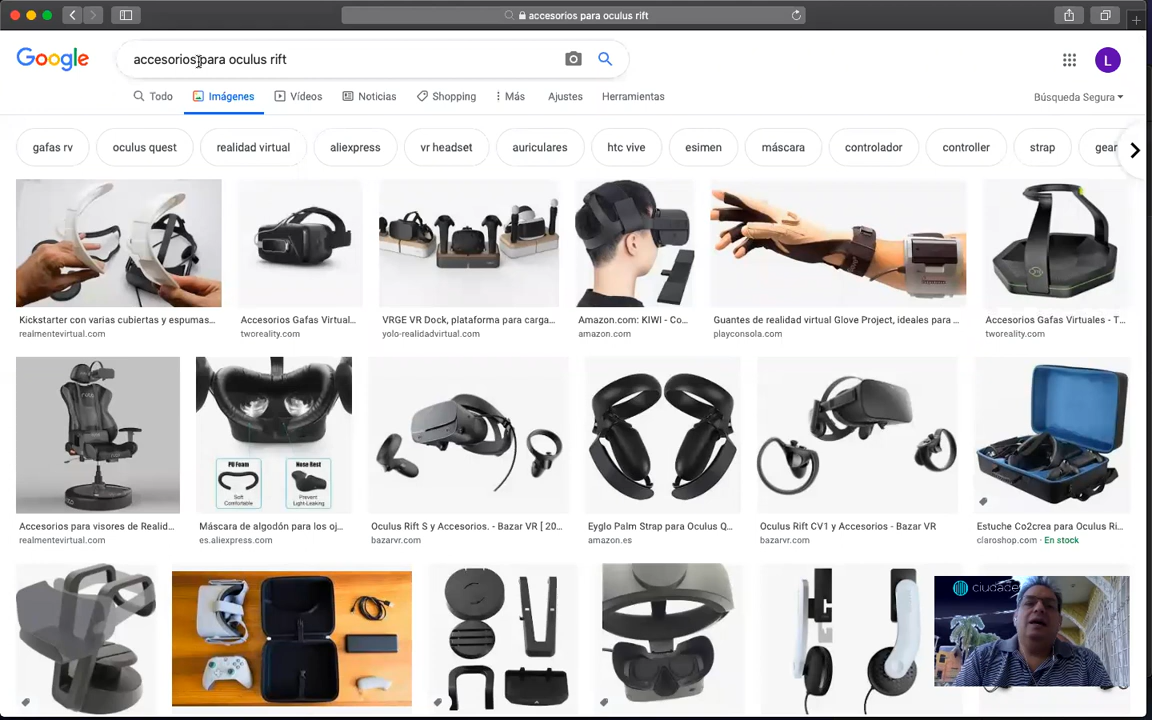 accesorios para oculus rift
Google
accesorios para oculus rift
L
Todo
Imágenes
Vídeos
Noticias
Shopping
Más
Ajustes
Herramientas
Búsqueda Segura
gafas rv
oculus quest
realidad virtual
aliexpress
vr headset
auriculares
htc vive
esimen
máscara
controlador
controller
strap
gear
Kickstarter con varias cubiertas y espumas...
realmentevirtual.com
Accesorios Gafas Virtual...
tworeality.com
VRGE VR Dock, plataforma para carga...
yolo-realidadvirtual.com
Amazon.com: KIWI - Co...
amazon.com
Guantes de realidad virtual Glove Project, ideales para ...
playconsola.com
Accesorios Gafas Virtuales - T...
tworeality.com
PU Foam
Soft
Comfortable
Nose Rest
Prevent
Light-Leaking
Accesorios para visores de Realid...
realmentevirtual.com
Máscara de algodón para los oj...
es.aliexpress.com
Oculus Rift S y Accesorios. - Bazar VR [ 20...
bazarvr.com
Eyglo Palm Strap para Oculus Q...
amazon.es
Oculus Rift CV1 y Accesorios - Bazar VR
bazarvr.com
Estuche Co2crea para Oculus Ri...
claroshop.com · En stock